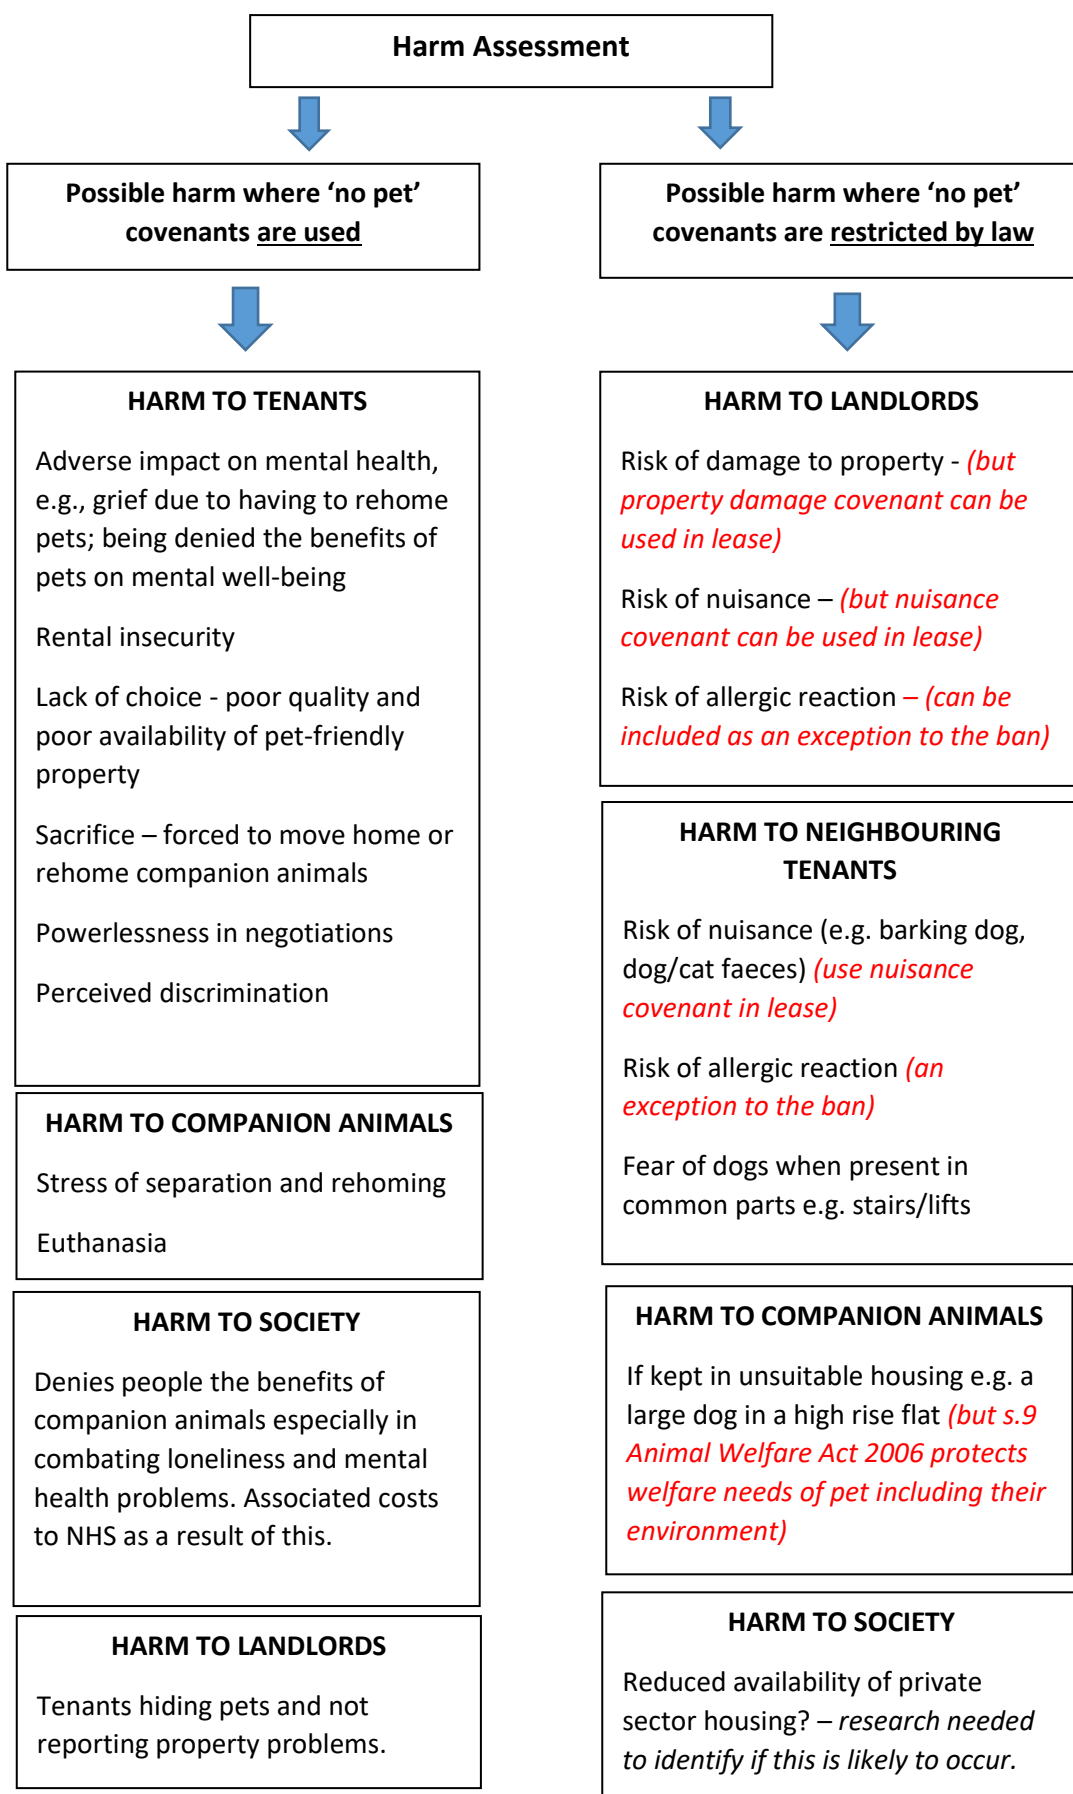 Harm Assessment
Possible harm where ‘no pet’
covenants are used
HARM TO TENANTS
Adverse impact on mental health,
e.g., grief due to having to rehome
pets; being denied the benefits of
pets on mental well-being
Rental insecurity
Lack of choice - poor quality and
poor availability of pet-friendly
property
Sacrifice – forced to move home or
rehome companion animals
Powerlessness in negotiations
Perceived discrimination
HARM TO COMPANION ANIMALS
Stress of separation and rehoming
Euthanasia
HARM TO SOCIETY
Denies people the benefits of
companion animals especially in
combating loneliness and mental
health problems. Associated costs
to NHS as a result of this.
HARM TO LANDLORDS
Tenants hiding pets and not
reporting property problems.
Possible harm where ‘no pet’
covenants are restricted by law
HARM TO LANDLORDS
Risk of damage to property - (but
property damage covenant can be
used in lease)
Risk of nuisance – (but nuisance
covenant can be used in lease)
Risk of allergic reaction – (can be
included as an exception to the ban)
HARM TO NEIGHBOURING
TENANTS
Risk of nuisance (e.g. barking dog,
dog/cat faeces) (use nuisance
covenant in lease)
Risk of allergic reaction (an
exception to the ban)
Fear of dogs when present in
common parts e.g. stairs/lifts
HARM TO COMPANION ANIMALS
If kept in unsuitable housing e.g. a
large dog in a high rise flat (but s.9
Animal Welfare Act 2006 protects
welfare needs of pet including their
environment)
HARM TO SOCIETY
Reduced availability of private
sector housing? – research needed
to identify if this is likely to occur.